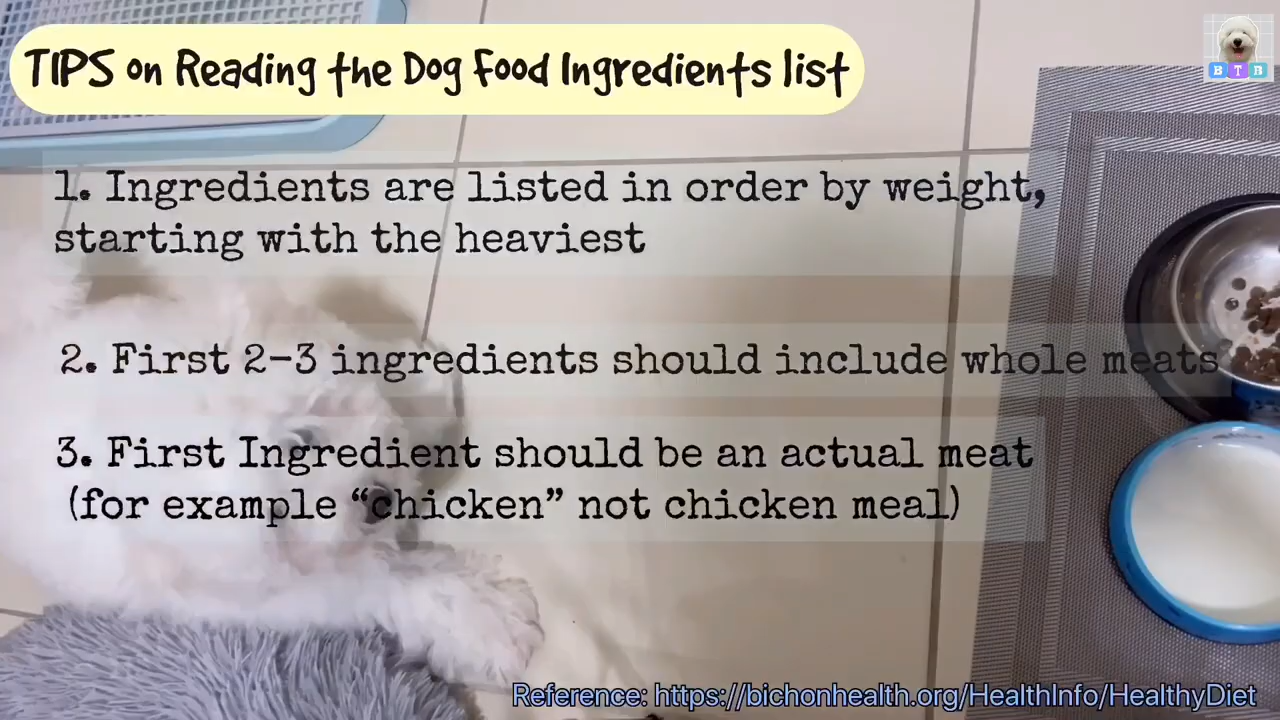 TIPS on Reading the Dog Food Ingredients list
B T R
1. Ingredients are listed in order by weight,
starting with the heaviest
2. First 2-3 ingredients should include whole meats
3. First Ingredient should be an actual meat
(for example “chicken” not chicken meal)
Reference: https://bichonhealth.org/HealthInfo/HealthyDiet